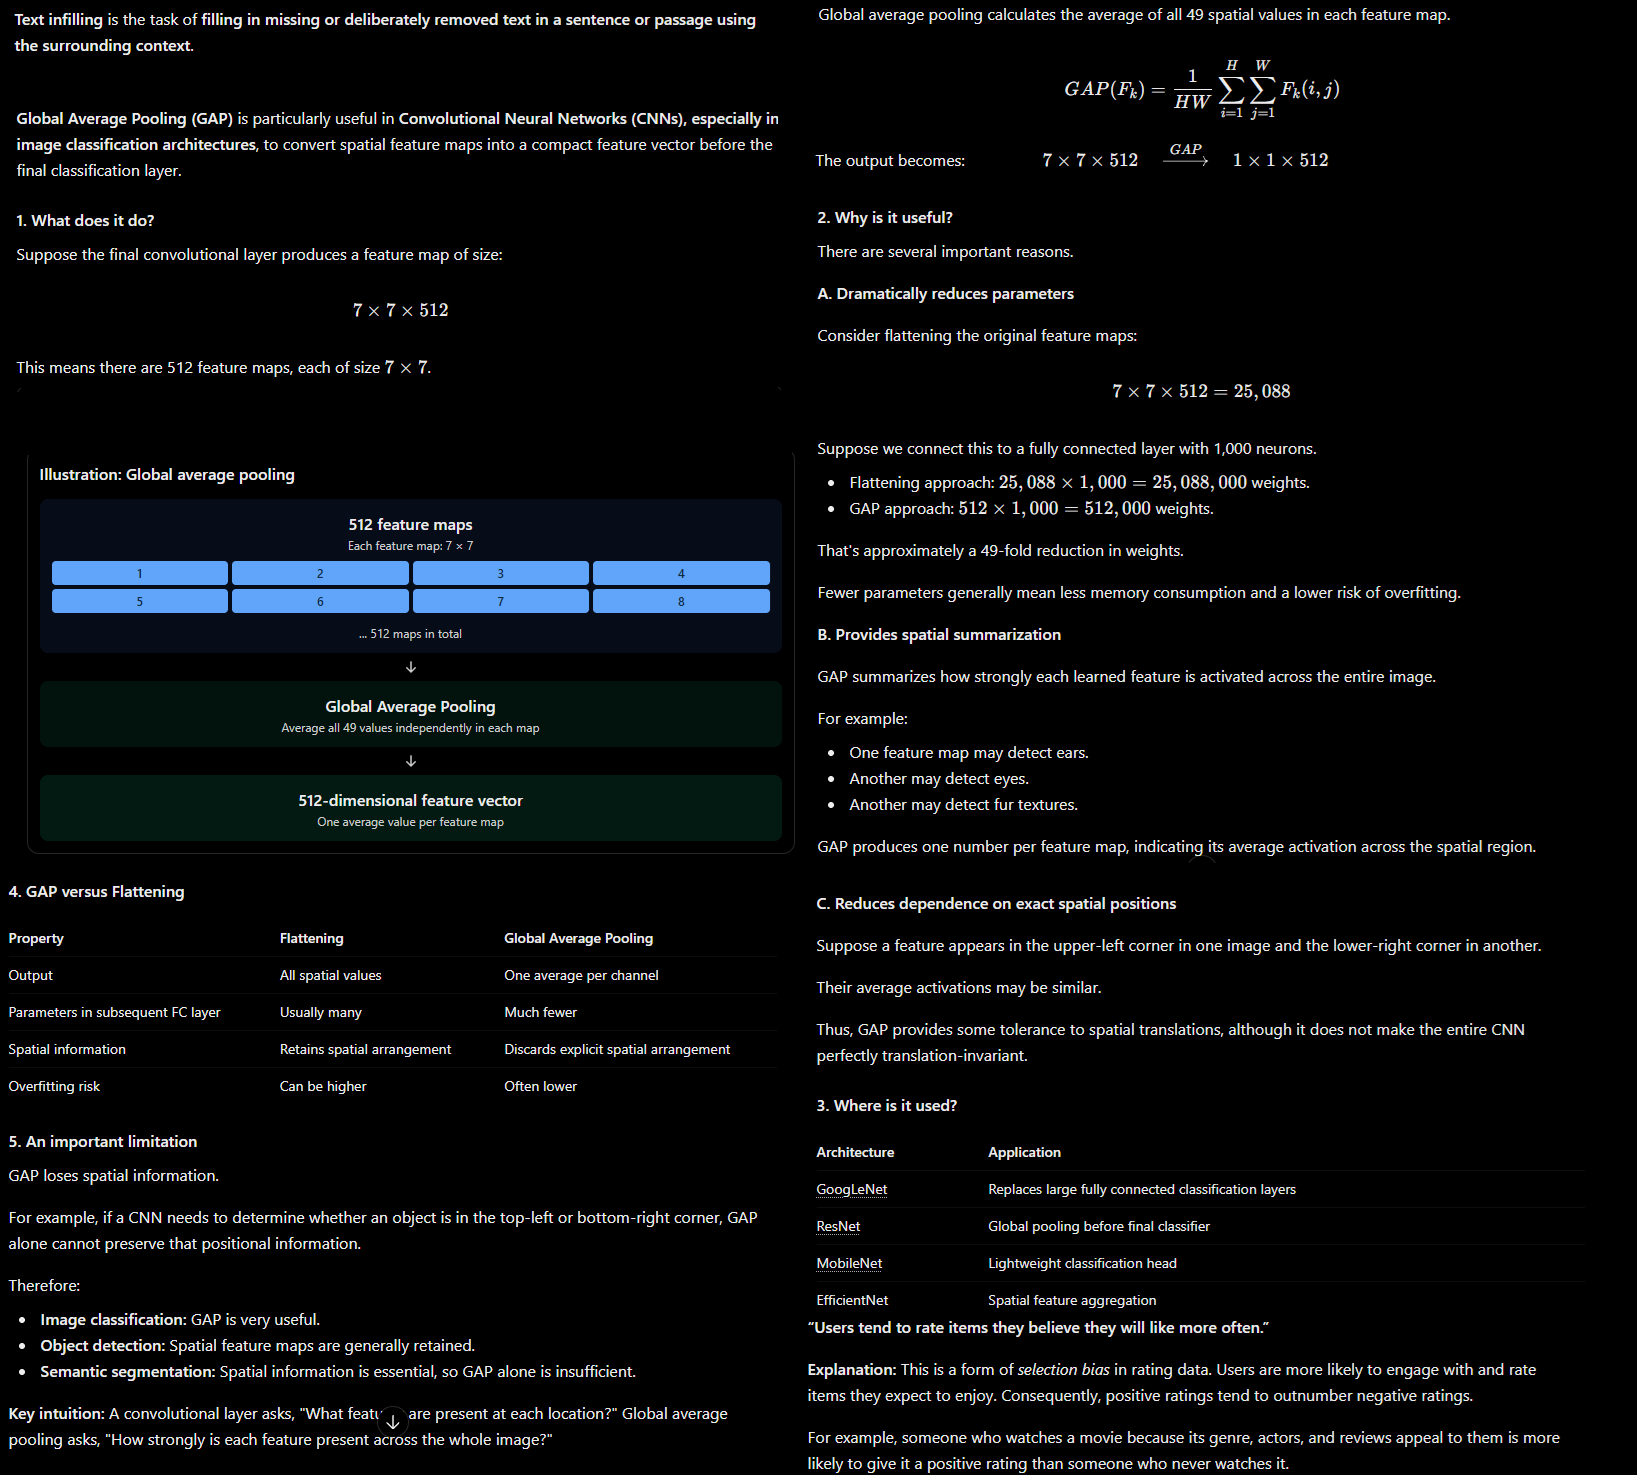 Text infilling is the task of filling in missing or deliberately removed text in a sentence or passage using
the surrounding context.
Global Average Pooling (GAP) is particularly useful in Convolutional Neural Networks (CNNs), especially in
image classification architectures, to convert spatial feature maps into a compact feature vector before the
final classification layer.
1. What does it do?
Suppose the final convolutional layer produces a feature map of size:
7 × 7 × 512
This means there are 512 feature maps, each of size 7 × 7.
Illustration: Global average pooling
512 feature maps
Each feature map: 7 × 7
1 2 3 4
5 6 7 8
... 512 maps in total
↓
Global Average Pooling
Average all 49 values independently in each map
↓
512-dimensional feature vector
One average value per feature map
4. GAP versus Flattening
Property Flattening Global Average Pooling
Output All spatial values One average per channel
Parameters in subsequent FC layer Usually many Much fewer
Spatial information Retains spatial arrangement Discards explicit spatial arrangement
Overfitting risk Can be higher Often lower
5. An important limitation
GAP loses spatial information.
For example, if a CNN needs to determine whether an object is in the top-left or bottom-right corner, GAP
alone cannot preserve that positional information.
Therefore:
• Image classification: GAP is very useful.
• Object detection: Spatial feature maps are generally retained.
• Semantic segmentation: Spatial information is essential, so GAP alone is insufficient.
Key intuition: A convolutional layer asks, "What featu are present at each location?" Global average
pooling asks, "How strongly is each feature present across the whole image?"
Global average pooling calculates the average of all 49 spatial values in each feature map.
GAP(F_k) = \frac{1}{HW} \sum_{i=1}^{H} \sum_{j=1}^{W} F_k(i, j)
The output becomes: 7 × 7 × 512 \xrightarrow{GAP} 1 × 1 × 512
2. Why is it useful?
There are several important reasons.
A. Dramatically reduces parameters
Consider flattening the original feature maps:
7 × 7 × 512 = 25,088
Suppose we connect this to a fully connected layer with 1,000 neurons.
• Flattening approach: 25,088 × 1,000 = 25,088,000 weights.
• GAP approach: 512 × 1,000 = 512,000 weights.
That's approximately a 49-fold reduction in weights.
Fewer parameters generally mean less memory consumption and a lower risk of overfitting.
B. Provides spatial summarization
GAP summarizes how strongly each learned feature is activated across the entire image.
For example:
• One feature map may detect ears.
• Another may detect eyes.
• Another may detect fur textures.
GAP produces one number per feature map, indicating its average activation across the spatial region.
C. Reduces dependence on exact spatial positions
Suppose a feature appears in the upper-left corner in one image and the lower-right corner in another.
Their average activations may be similar.
Thus, GAP provides some tolerance to spatial translations, although it does not make the entire CNN
perfectly translation-invariant.
3. Where is it used?
Architecture Application
GoogLeNet Replaces large fully connected classification layers
ResNet Global pooling before final classifier
MobileNet Lightweight classification head
EfficientNet Spatial feature aggregation
“Users tend to rate items they believe they will like more often.”
Explanation: This is a form of selection bias in rating data. Users are more likely to engage with and rate
items they expect to enjoy. Consequently, positive ratings tend to outnumber negative ratings.
For example, someone who watches a movie because its genre, actors, and reviews appeal to them is more
likely to give it a positive rating than someone who never watches it.